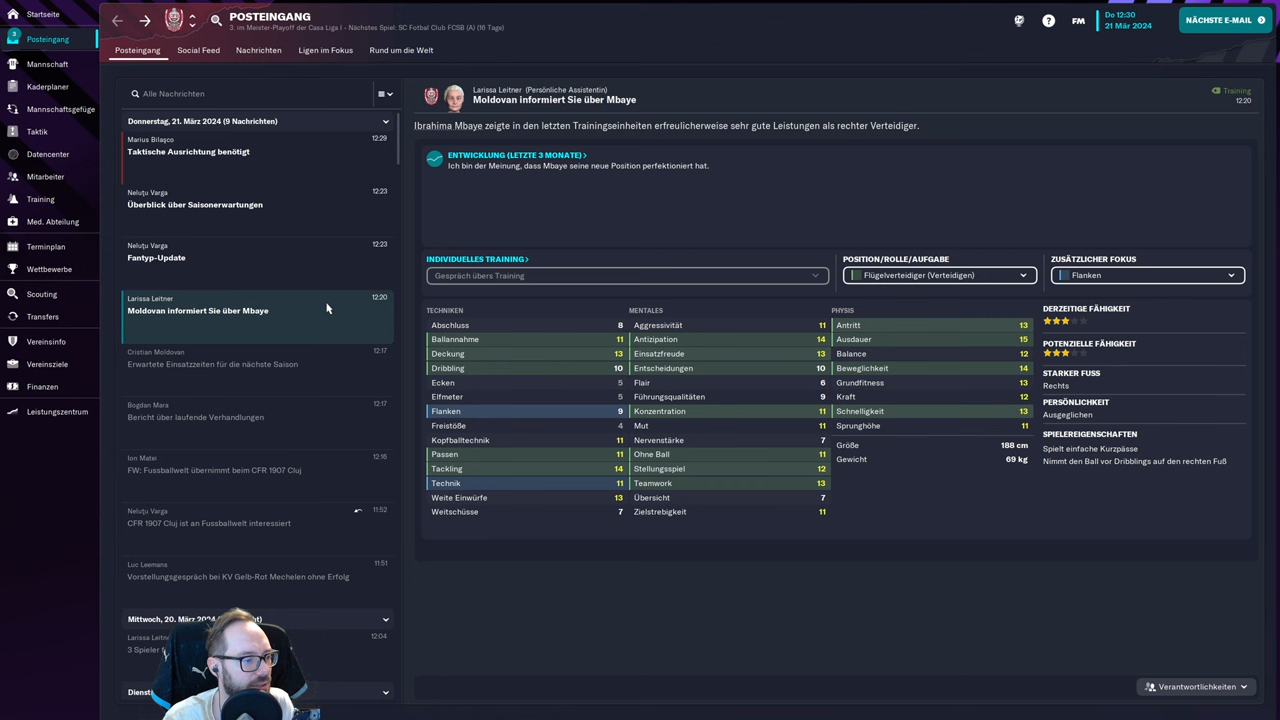 Startseite
3
Posteingang
Mannschaft
Kaderplaner
Mannschaftsgefüge
Taktik
Datencenter
Mitarbeiter
Training
Med. Abteilung
Terminplan
Wettbewerbe
Scouting
Transfers
Vereinsinfo
Vereinsziele
Finanzen
Leistungszentrum
POSTEINGANG
3. im Meister-Playoff der Casa Liga I - Nächstes Spiel: SC Fotbal Club FCSB (A) (16 Tage)
FM
Do 12:30
21 Mär 2024
NÄCHSTE E-MAIL
Posteingang Social Feed Nachrichten Ligen im Fokus Rund um die Welt
Alle Nachrichten
Donnerstag, 21. März 2024 (9 Nachrichten)
Marius Bilaşco 12:29
Taktische Ausrichtung benötigt
Neluţu Varga 12:23
Überblick über Saisonerwartungen
Neluţu Varga 12:23
Fantyp-Update
Larissa Leitner 12:20
Moldovan informiert Sie über Mbaye
Cristian Moldovan 12:17
Erwartete Einsatzzeiten für die nächste Saison
Bogdan Mara 12:17
Bericht über laufende Verhandlungen
Ion Matei 12:16
FW: Fussballwelt übernimmt beim CFR 1907 Cluj
Neluţu Varga 11:52
CFR 1907 Cluj ist an Fussballwelt interessiert
Luc Leemans 11:51
Vorstellungsgespräch bei KV Gelb-Rot Mechelen ohne Erfolg
Mittwoch, 20. März 2024
Larissa Leitn 12:04
3 Spieler
Dienst
Larissa Leitner (Persönliche Assistentin)
Moldovan informiert Sie über Mbaye
Training
12:20
Ibrahima Mbaye zeigte in den letzten Trainingseinheiten erfreulicherweise sehr gute Leistungen als rechter Verteidiger.
ENTWICKLUNG (LETZTE 3 MONATE) >
Ich bin der Meinung, dass Mbaye seine neue Position perfektioniert hat.
INDIVIDUELLES TRAINING > POSITION/ROLLE/AUFGABE ZUSÄTZLICHER FOKUS
Gespräch übers Training Flügelverteidiger (Verteidigen) Flanken
TECHNIKEN MENTALES PHYSIS
Abschluss 8 Aggressivität 11 Antritt 13
Ballannahme 11 Antizipation 14 Ausdauer 15
Deckung 13 Einsatzfreude 13 Balance 12
Dribbling 10 Entscheidungen 10 Beweglichkeit 14
Ecken 5 Flair 6 Grundfitness 13
Elfmeter 5 Führungsqualitäten 9 Kraft 12
Flanken 9 Konzentration 11 Schnelligkeit 13
Freistöße 4 Mut 11 Sprunghöhe 11
Kopfballtechnik 11 Nervenstärke 7 Größe 188 cm
Passen 11 Ohne Ball 11 Gewicht 69 kg
Tackling 14 Stellungsspiel 12
Technik 11 Teamwork 13
Weite Einwürfe 13 Übersicht 7
Weitschüsse 7 Zielstrebigkeit 11
DERZEITIGE FÄHIGKEIT
POTENZIELLE FÄHIGKEIT
STARKER FUSS
Rechts
PERSÖNLICHKEIT
Ausgeglichen
SPIELEREIGENSCHAFTEN
Spielt einfache Kurzpässe
Nimmt den Ball vor Dribblings auf den rechten Fuß
Verantwortlichkeiten